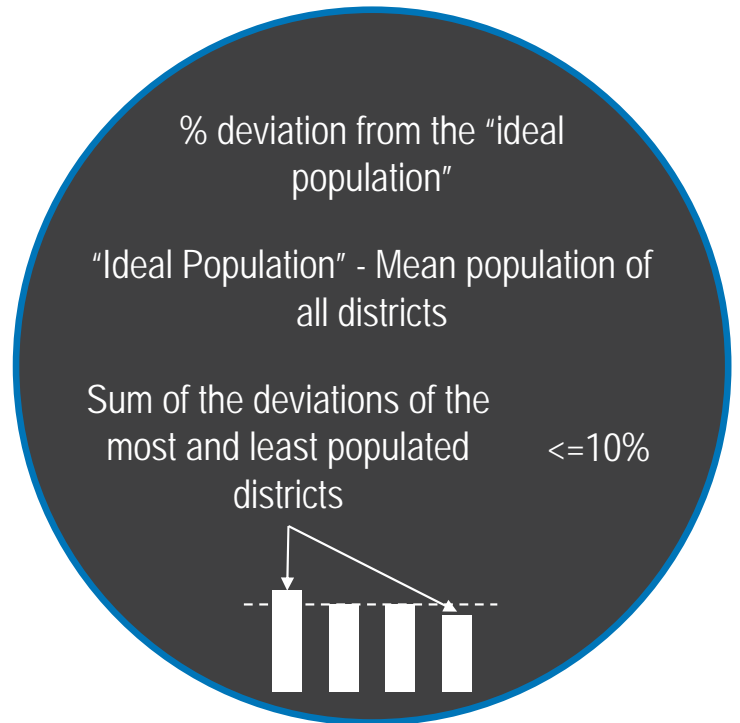 % deviation from the “ideal
population”
“Ideal Population” - Mean population of
all districts
Sum of the deviations of the
most and least populated
districts
<=10%